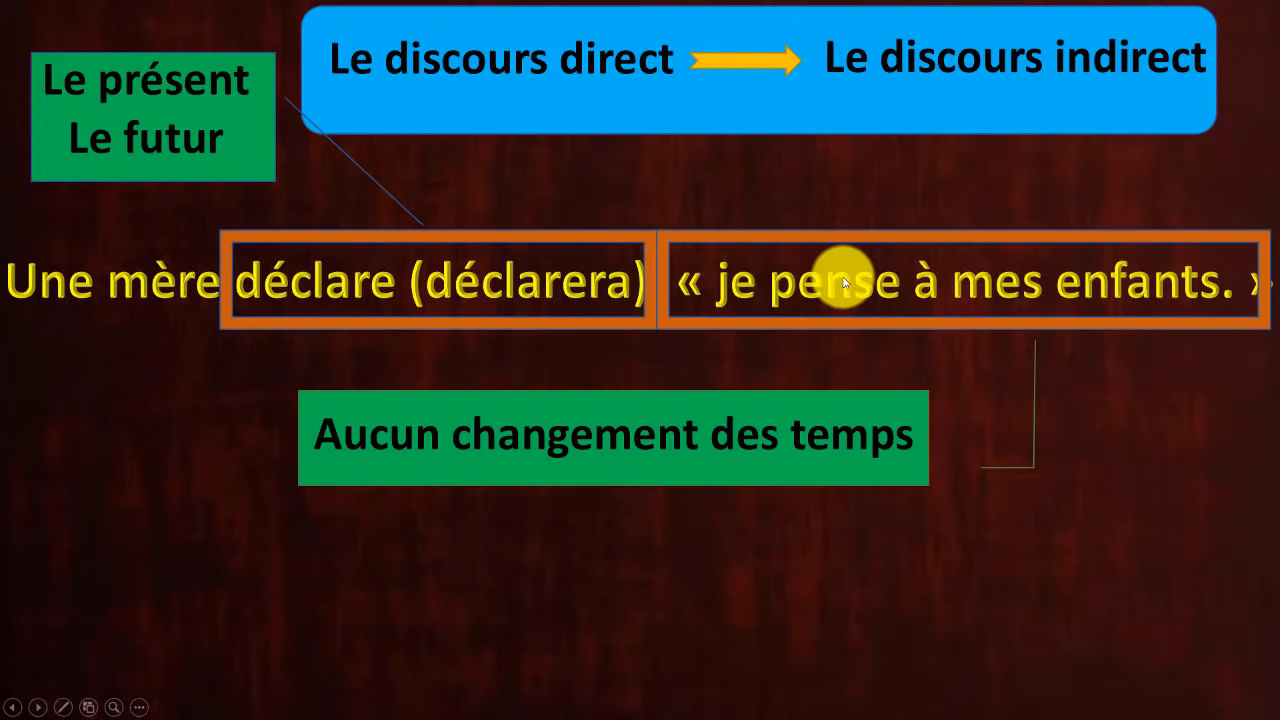 Le discours direct Le discours indirect
Le présent
Le futur
Une mère déclare (déclarera) « je pense à mes enfants. »
Aucun changement des temps